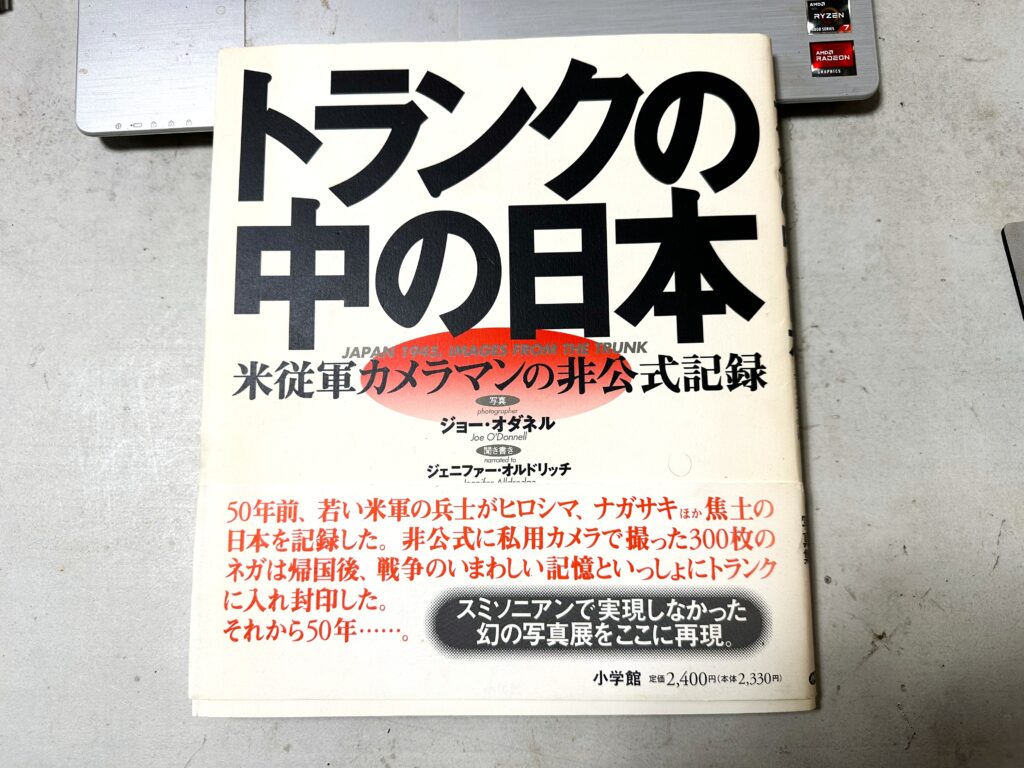 AMD
RYZEN
7
AMD
RADEON
GRAPHICS
トランクの
中の日本
JAPAN 1945, IMAGES FROM THE TRUNK
米従軍カメラマンの非公式記録
写真
photographer
ジョー・オダネル
Joe O'Donnell
聞き書き
narrated to
ジェニファー・オルドリッチ
50年前、若い米軍の兵士がヒロシマ、ナガサキほか焦土の
日本を記録した。非公式に私用カメラで撮った300枚の
ネガは帰国後、戦争のいまわしい記憶といっしょにトランク
に入れ封印した。
それから50年……。
スミソニアンで実現しなかった
幻の写真展をここに再現。
小学館 定価2,400円(本体2,330円)